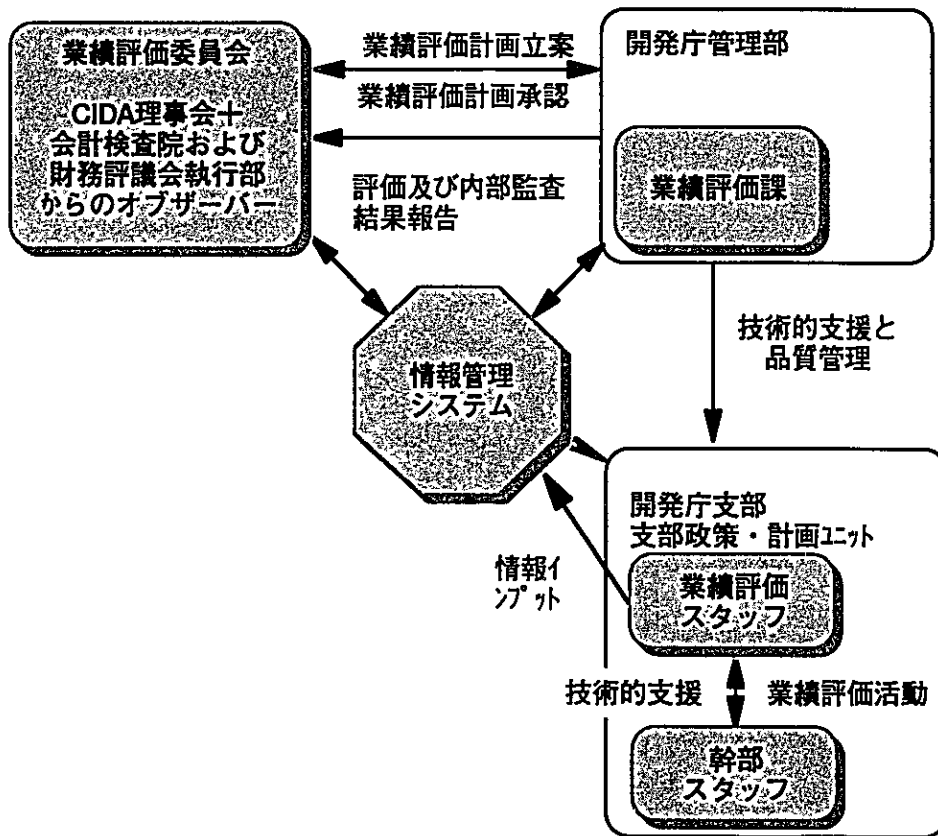 業績評価委員会
CIDA理事会＋
会計検査院および
財務評議会執行部
からのオブザーバー
業績評価計画立案
業績評価計画承認
評価及び内部監査
結果報告
開発庁管理部
業績評価課
情報管理
システム
技術的支援と
品質管理
開発庁支部
支部政策・計画ﾕﾆｯﾄ
情報ｲ
ﾝﾌﾟｯﾄ
業績評価
スタッフ
技術的支援
業績評価活動
幹部
スタッフ